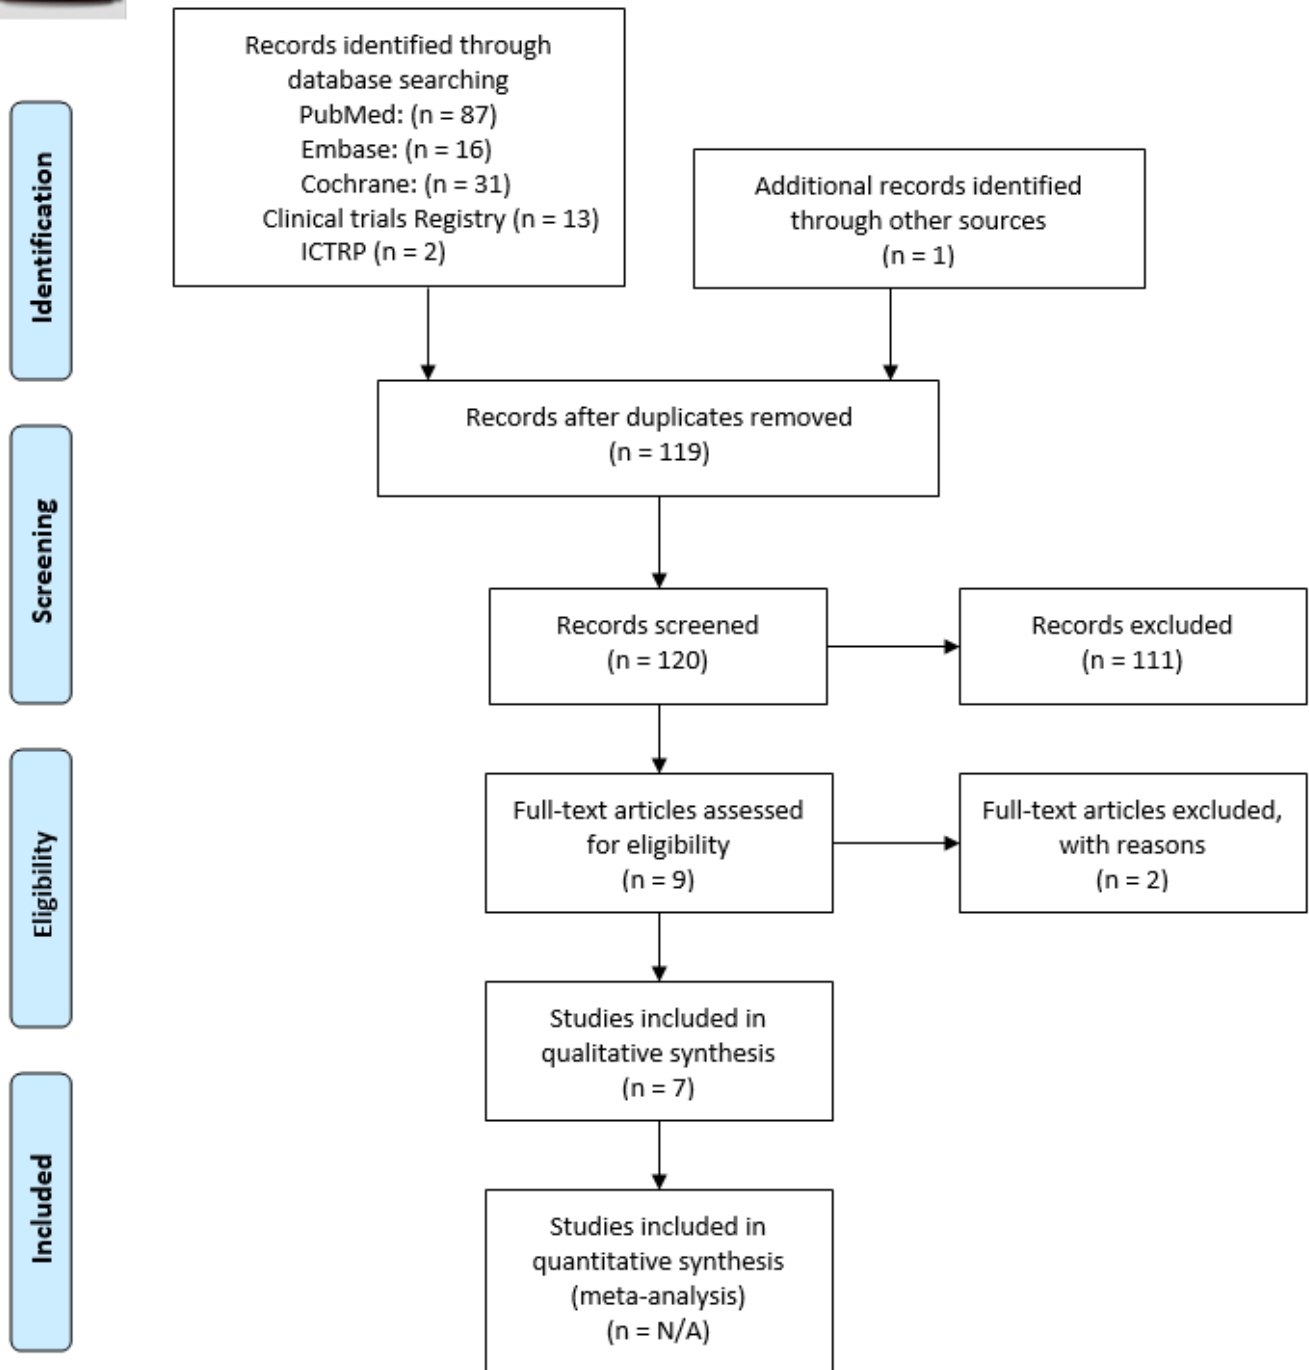 Records identified through
database searching
PubMed: (n = 87)
Embase: (n = 16)
Cochrane: (n = 31)
Clinical trials Registry (n = 13)
ICTRP (n = 2)
Additional records identified
through other sources
(n = 1)
Identification
Records after duplicates removed
(n = 119)
Screening
Records screened
(n = 120)
Records excluded
(n = 111)
Eligibility
Full-text articles assessed
for eligibility
(n = 9)
Full-text articles excluded,
with reasons
(n = 2)
Studies included in
qualitative synthesis
(n = 7)
Included
Studies included in
quantitative synthesis
(meta-analysis)
(n = N/A)